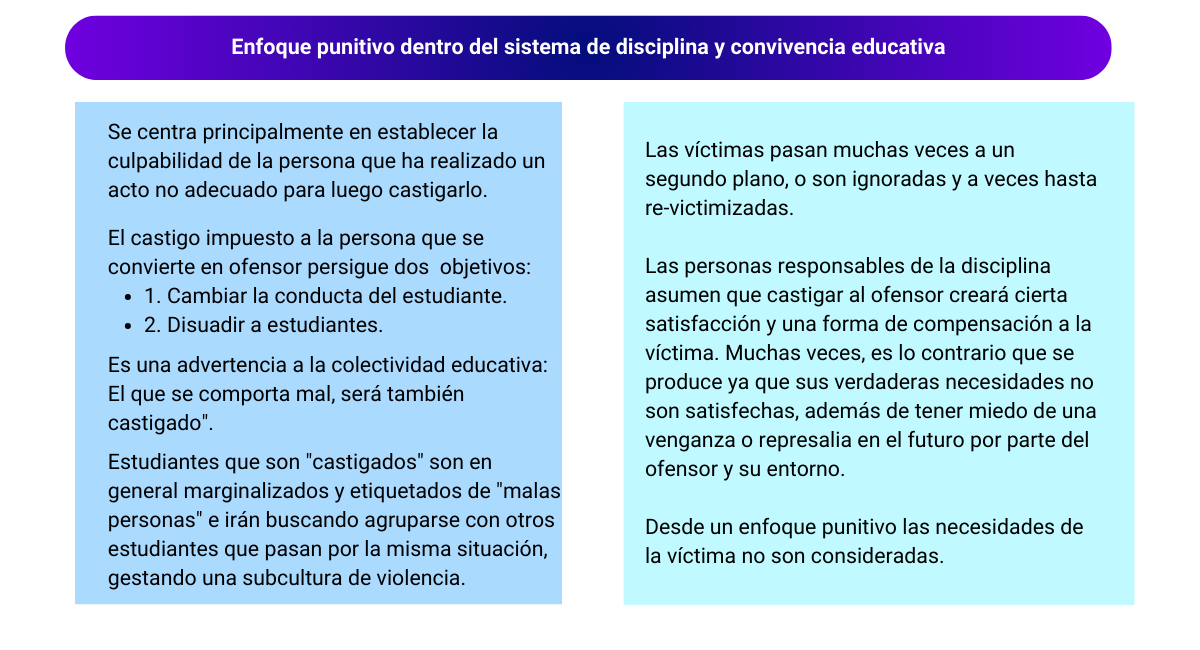 Enfoque punitivo dentro del sistema de disciplina y convivencia educativa
Se centra principalmente en establecer la
culpabilidad de la persona que ha realizado un
acto no adecuado para luego castigarlo.
El castigo impuesto a la persona que se
convierte en ofensor persigue dos  objetivos:
• 1. Cambiar la conducta del estudiante.
• 2. Disuadir a estudiantes.
Es una advertencia a la colectividad educativa:
El que se comporta mal, será también
castigado".
Estudiantes que son "castigados" son en
general marginalizados y etiquetados de "malas
personas" e irán buscando agruparse con otros
estudiantes que pasan por la misma situación,
gestando una subcultura de violencia.
Las víctimas pasan muchas veces a un
segundo plano, o son ignoradas y a veces hasta
re-victimizadas.
Las personas responsables de la disciplina
asumen que castigar al ofensor creará cierta
satisfacción y una forma de compensación a la
víctima. Muchas veces, es lo contrario que se
produce ya que sus verdaderas necesidades no
son satisfechas, además de tener miedo de una
venganza o represalia en el futuro por parte del
ofensor y su entorno.
Desde un enfoque punitivo las necesidades de
la víctima no son consideradas.